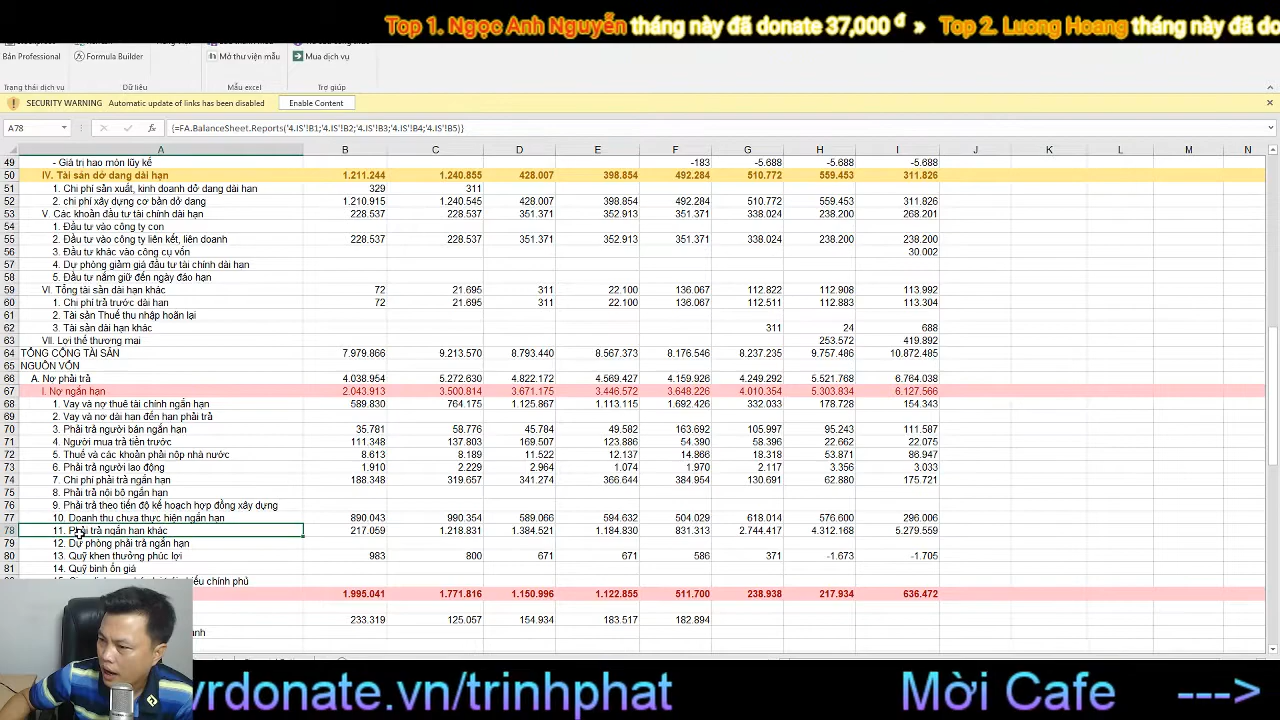 Top 1. Ngọc Anh Nguyễn tháng này đã donate 37,000 đ » Top 2. Luong Hoang tháng này đã do
Bản Professional Formula Builder Mở thư viện mẫu Mua dịch vụ
Trạng thái dịch vụ Dữ liệu Mẫu excel Trợ giúp
SECURITY WARNING Automatic update of links has been disabled Enable Content
A78 fx {=FA.BalanceSheet.Reports('4.IS'!B1;'4.IS'!B2;'4.IS'!B3;'4.IS'!B4;'4.IS'!B5)}
A B C D E F G H I J K L M N
49 - Giá trị hao mòn lũy kế -183 -5.688 -5.688 -5.688
50 IV. Tài sản dở dang dài hạn 1.211.244 1.240.855 428.007 398.854 492.284 510.772 559.453 311.826
51 1. Chi phí sản xuất, kinh doanh dở dang dài hạn 329 311
52 2. chi phí xây dựng cơ bản dở dang 1.210.915 1.240.545 428.007 398.854 492.284 510.772 559.453 311.826
53 V. Các khoản đầu tư tài chính dài hạn 228.537 228.537 351.371 352.913 351.371 338.024 238.200 268.201
54 1. Đầu tư vào công ty con
55 2. Đầu tư vào công ty liên kết, liên doanh 228.537 228.537 351.371 352.913 351.371 338.024 238.200 238.200
56 3. Đầu tư khác vào công cụ vốn 30.002
57 4. Dự phòng giảm giá đầu tư tài chính dài hạn
58 5. Đầu tư nắm giữ đến ngày đáo hạn
59 VI. Tổng tài sản dài hạn khác 72 21.695 311 22.100 136.067 112.822 112.908 113.992
60 1. Chi phí trả trước dài hạn 72 21.695 311 22.100 136.067 112.511 112.883 113.304
61 2. Tài sản Thuế thu nhập hoãn lại
62 3. Tài sản dài hạn khác 311 24 688
63 VII. Lợi thế thương mại 253.572 419.892
64 TỔNG CỘNG TÀI SẢN 7.979.866 9.213.570 8.793.440 8.567.373 8.176.546 8.237.235 9.757.486 10.872.485
65 NGUỒN VỐN
66 A. Nợ phải trả 4.038.954 5.272.630 4.822.172 4.569.427 4.159.926 4.249.292 5.521.768 6.764.038
67 I. Nợ ngắn hạn 2.043.913 3.500.814 3.671.175 3.446.572 3.648.226 4.010.354 5.303.834 6.127.566
68 1. Vay và nợ thuê tài chính ngắn hạn 589.830 764.175 1.125.867 1.113.115 1.692.426 332.033 178.728 154.343
69 2. Vay và nợ dài hạn đến hạn phải trả
70 3. Phải trả người bán ngắn hạn 35.781 58.776 45.784 49.582 163.662 105.997 95.243 111.587
71 4. Người mua trả tiền trước 111.348 137.803 169.507 123.886 54.390 58.396 22.662 22.075
72 5. Thuế và các khoản phải nộp nhà nước 8.613 8.189 11.522 12.137 14.866 18.318 53.871 86.947
73 6. Phải trả người lao động 1.910 2.229 2.964 1.074 1.970 2.117 3.356 3.033
74 7. Chi phí phải trả ngắn hạn 188.348 319.657 341.274 366.644 384.954 130.691 62.880 175.721
75 8. Phải trả nội bộ ngắn hạn
76 9. Phải trả theo tiến độ kế hoạch hợp đồng xây dựng
77 10. Doanh thu chưa thực hiện ngắn hạn 890.043 990.354 589.066 594.632 504.029 618.014 576.600 296.006
78 11. Phải trả ngắn hạn khác 217.059 1.218.831 1.384.521 1.184.830 831.313 2.744.417 4.312.168 5.279.559
79 12. Dự phòng phải trả ngắn hạn
80 13. Quỹ khen thưởng phúc lợi 983 800 671 671 586 371 -1.673 -1.705
81 14. Quỹ bình ổn giá
chính phủ
1.995.041 1.771.816 1.150.996 1.122.855 511.700 238.938 217.934 636.472
233.319 125.057 154.934 183.517 182.894
vrdonate.vn/trinhphat Mời Cafe --->